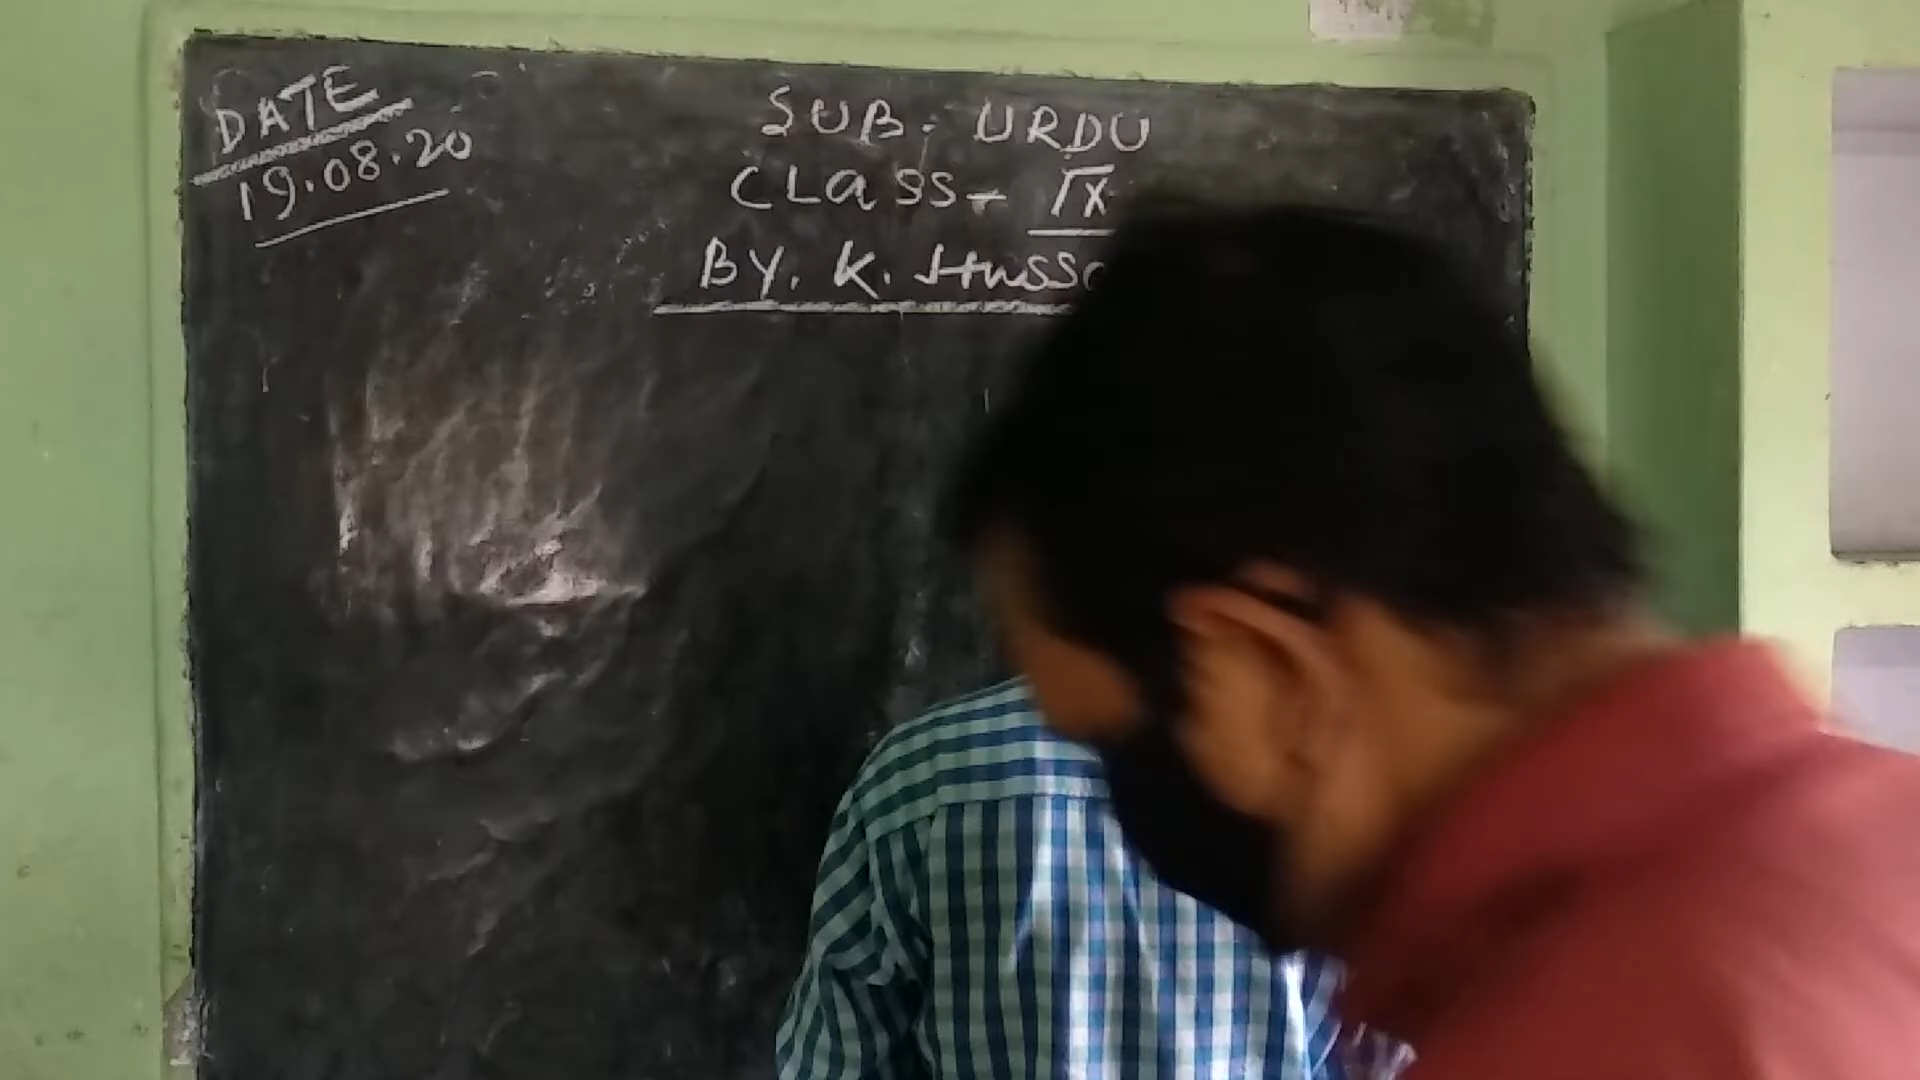 DATE
19.08.20
SUB. URDU
CLASS- IX
BY. K.